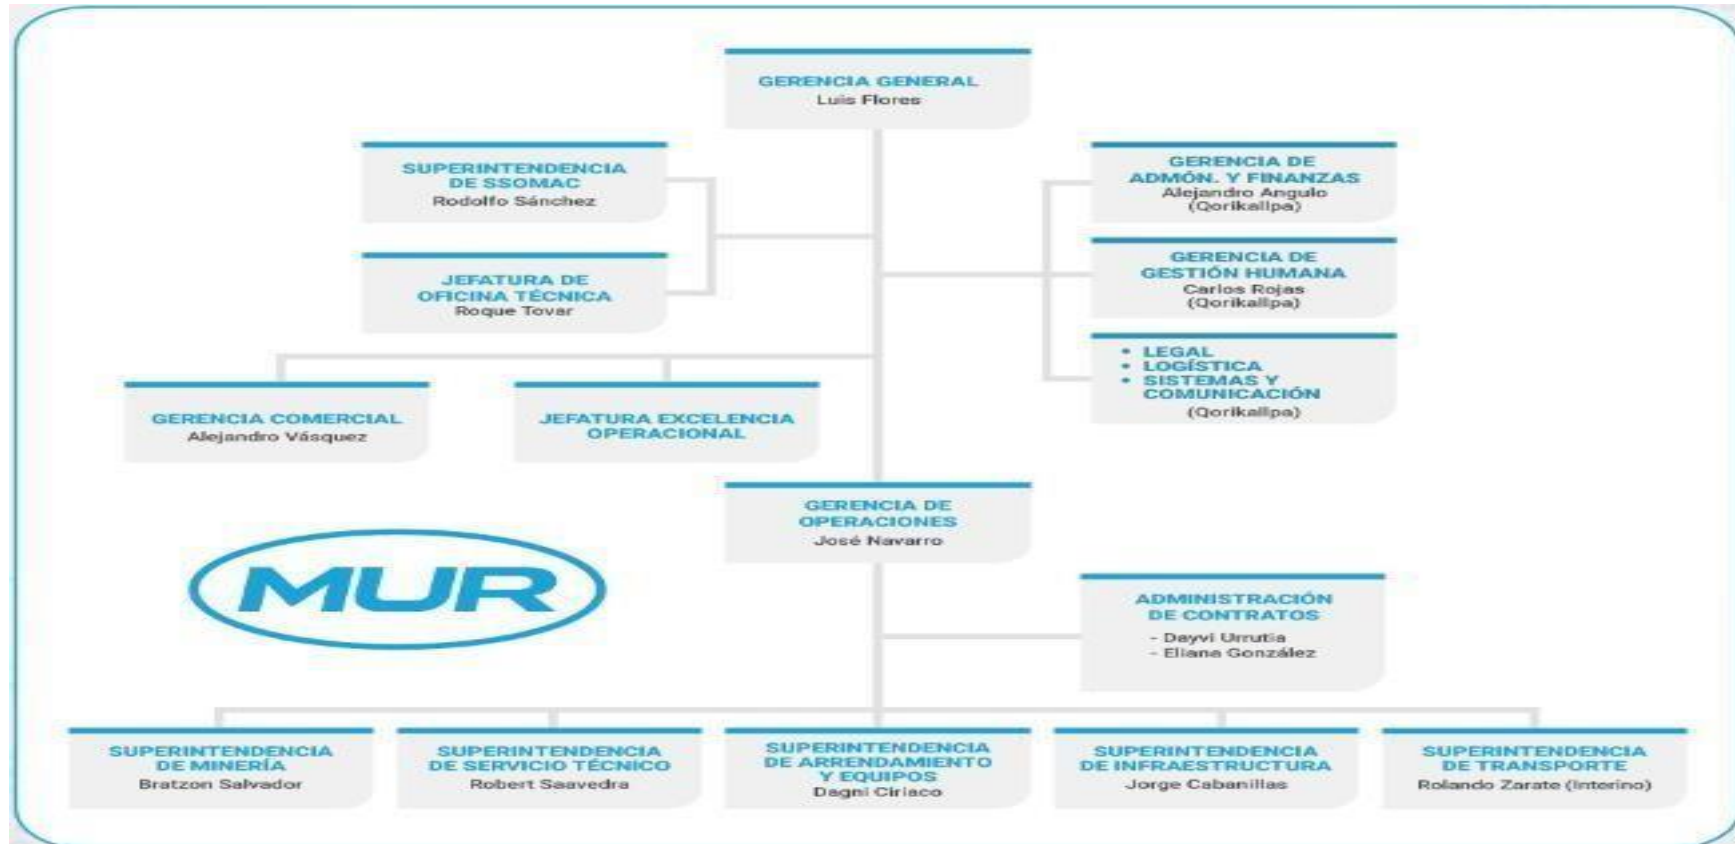 GERENCIA GENERAL
Luis Flores
SUPERINTENDENCIA
DE SSOMAC
Rodolfo Sánchez
GERENCIA DE
ADMÓN. Y FINANZAS
Alejandro Angulo
(Qorikallpa)
JEFATURA DE
OFICINA TÉCNICA
Roque Tovar
GERENCIA DE
GESTIÓN HUMANA
Carlos Rojas
(Qorikallpa)
• LEGAL
• LOGÍSTICA
• SISTEMAS Y
COMUNICACIÓN
(Qorikallpa)
GERENCIA COMERCIAL
Alejandro Vásquez
JEFATURA EXCELENCIA
OPERACIONAL
GERENCIA DE
OPERACIONES
José Navarro
MUR
ADMINISTRACIÓN
DE CONTRATOS
- Dayvi Urrutia
- Eliana González
SUPERINTENDENCIA
DE MINERÍA
Bratzon Salvador
SUPERINTENDENCIA
DE SERVICIO TÉCNICO
Robert Saavedra
SUPERINTENDENCIA
DE ARRENDAMIENTO
Y EQUIPOS
Dagni Ciriaco
SUPERINTENDENCIA
DE INFRAESTRUCTURA
Jorge Cabanillas
SUPERINTENDENCIA
DE TRANSPORTE
Rolando Zarate (Interino)